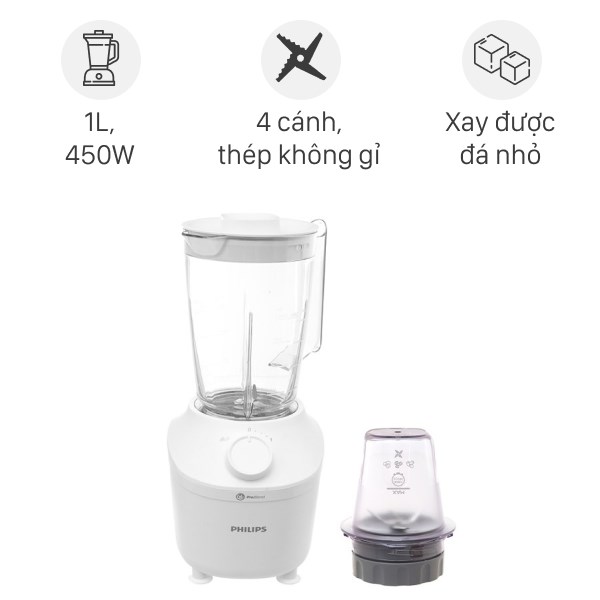 1L,
450W
4 cánh,
thép không gỉ
Xay được
đá nhỏ
PHILIPS